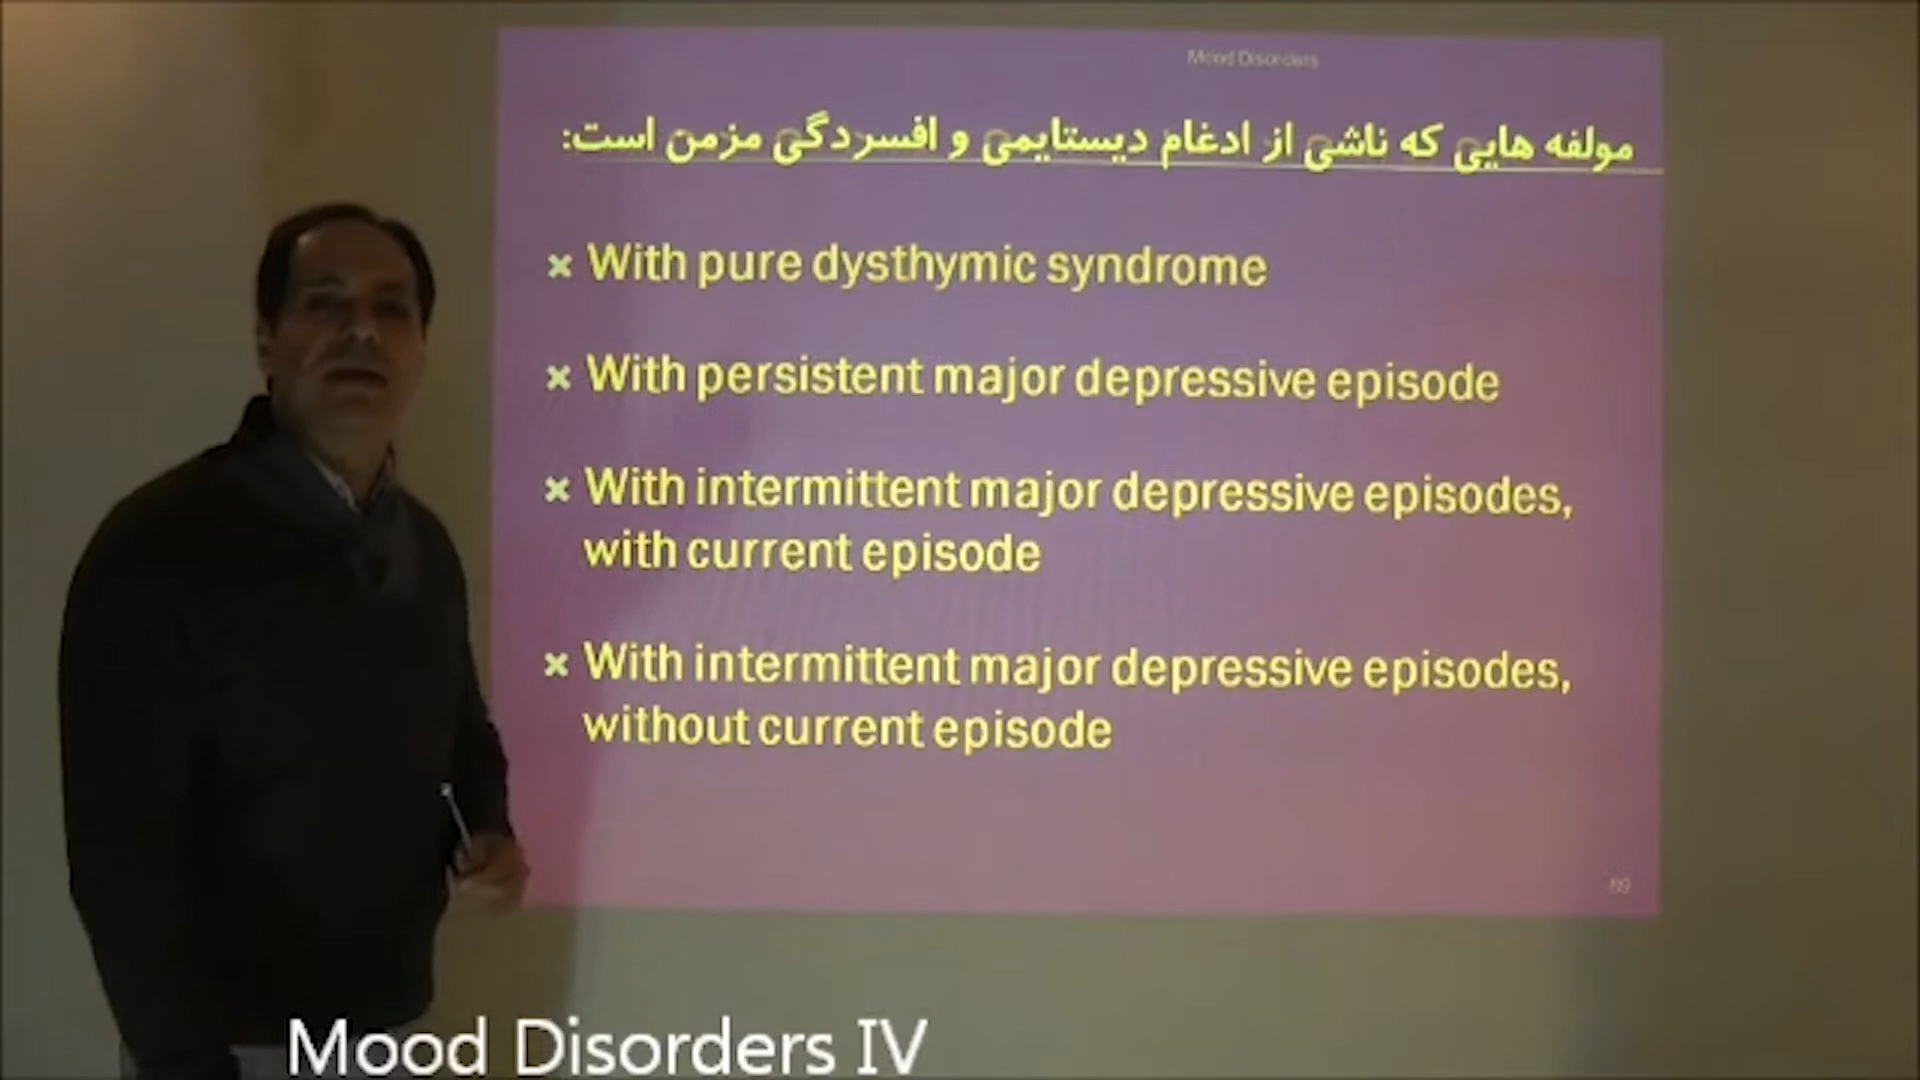 Mood Disorders
مولفه هایی که ناشی از ادغام دیستایمی و افسردگی مزمن است:
× With pure dysthymic syndrome
× With persistent major depressive episode
× With intermittent major depressive episodes,
with current episode
× With intermittent major depressive episodes,
without current episode
Mood Disorders IV